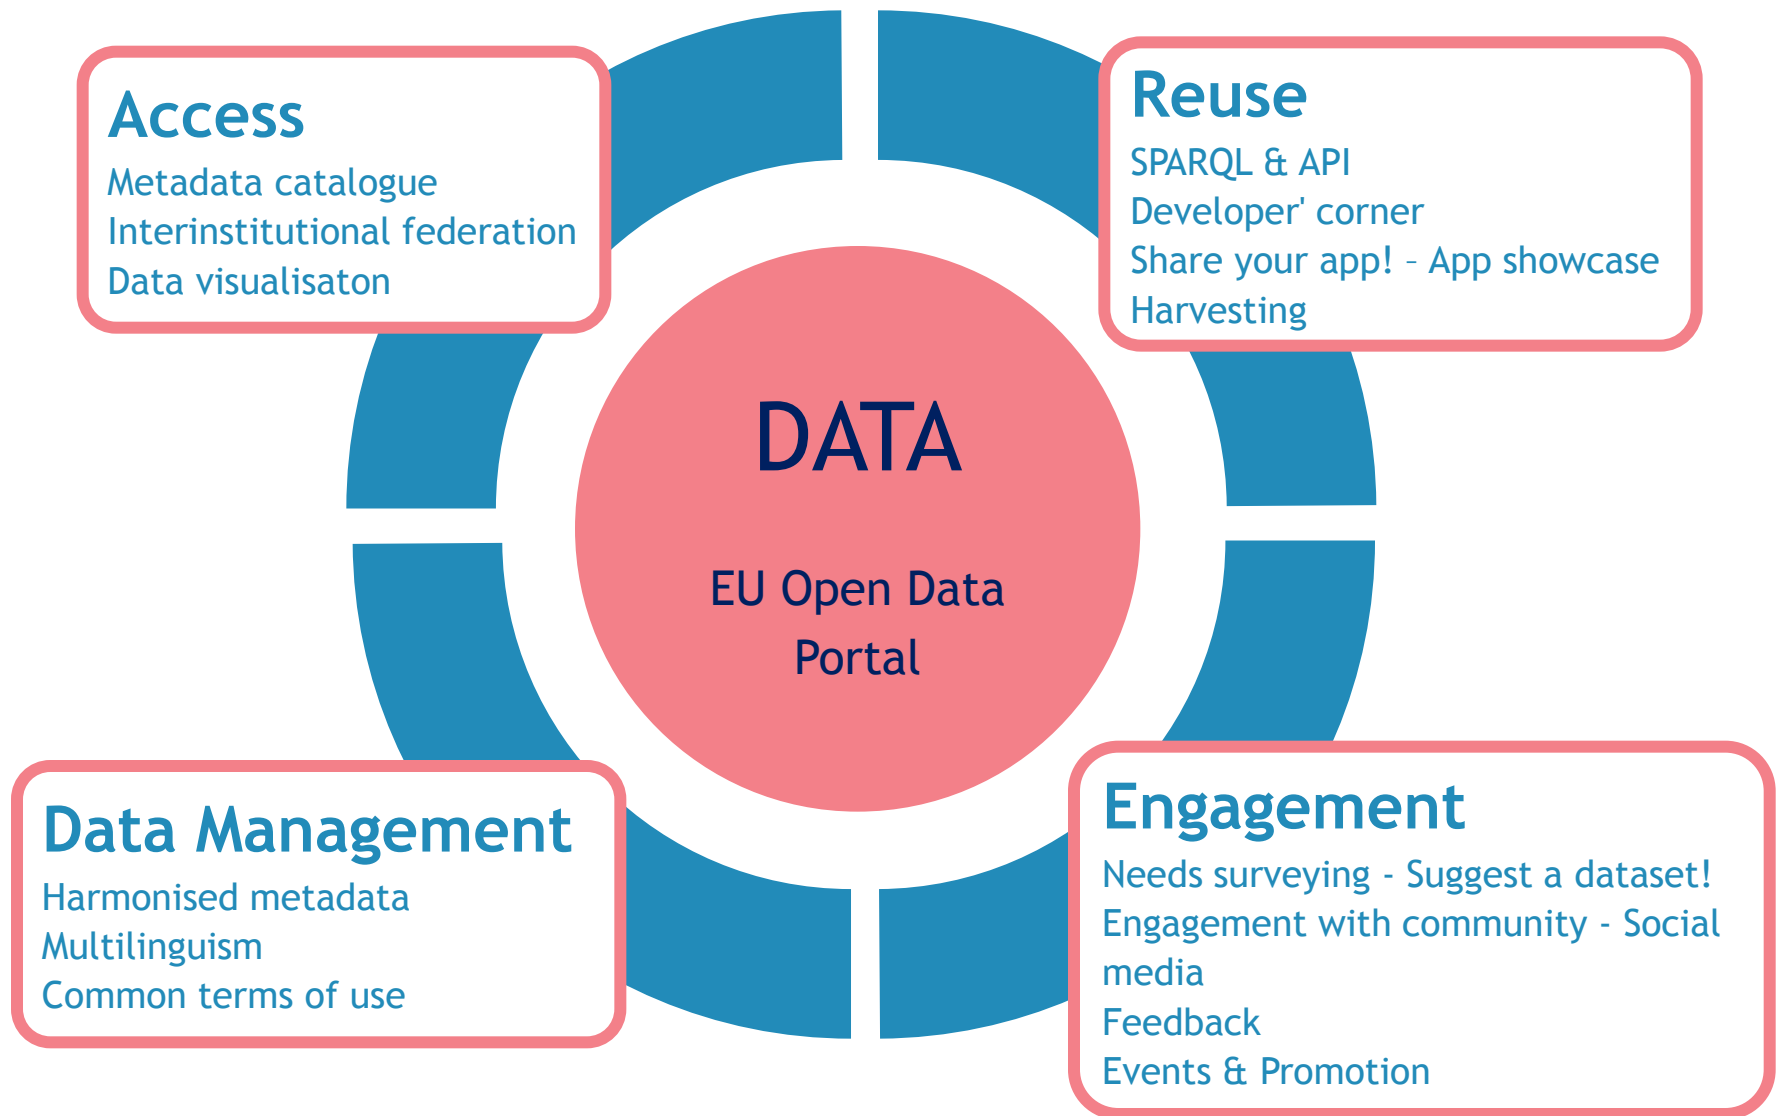 Access
Metadata catalogue
Interinstitutional federation
Data visualisaton
Reuse
SPARQL & API
Developer' corner
Share your app! – App showcase
Harvesting
DATA
EU Open Data
Portal
Data Management
Harmonised metadata
Multilinguism
Common terms of use
Engagement
Needs surveying - Suggest a dataset!
Engagement with community - Social
media
Feedback
Events & Promotion